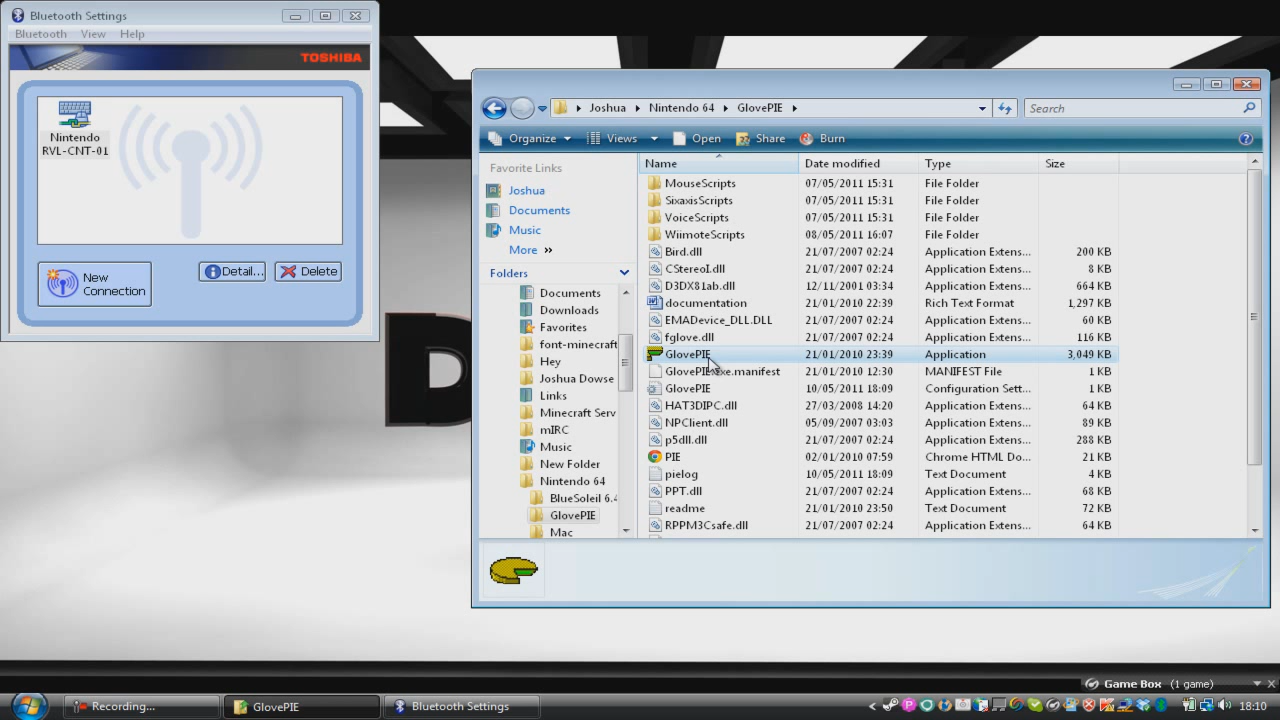 Bluetooth Settings
Bluetooth View Help
TOSHIBA
Nintendo
RVL-CNT-01
New
Connection
Detail...
Delete
Joshua Nintendo 64 GlovePIE
Search
Organize Views Open Share Burn
Favorite Links
Joshua
Documents
Music
More »
Folders
Documents
Downloads
Favorites
font-minecraft
Hey
Joshua Dowse
Links
Minecraft Serv
mIRC
Music
New Folder
Nintendo 64
BlueSoleil 6.4
GlovePIE
Mac
Name Date modified Type Size
MouseScripts 07/05/2011 15:31 File Folder
SixaxisScripts 07/05/2011 15:31 File Folder
VoiceScripts 07/05/2011 15:31 File Folder
WiimoteScripts 08/05/2011 16:07 File Folder
Bird.dll 21/07/2007 02:24 Application Extens... 200 KB
CStereoI.dll 21/07/2007 02:24 Application Extens... 8 KB
D3DX81ab.dll 12/11/2001 03:34 Application Extens... 664 KB
documentation 21/01/2010 22:39 Rich Text Format 1,297 KB
EMADevice_DLL.DLL 21/07/2007 02:24 Application Extens... 60 KB
fglove.dll 21/07/2007 02:24 Application Extens... 116 KB
GlovePIE 21/01/2010 23:39 Application 3,049 KB
GlovePIE.exe.manifest 21/01/2010 12:30 MANIFEST File 1 KB
GlovePIE 10/05/2011 18:09 Configuration Sett... 1 KB
HAT3DIPC.dll 27/03/2008 14:20 Application Extens... 64 KB
NPClient.dll 05/09/2007 03:03 Application Extens... 89 KB
p5dll.dll 21/07/2007 02:24 Application Extens... 288 KB
PIE 02/01/2010 07:59 Chrome HTML Do... 21 KB
pielog 10/05/2011 18:09 Text Document 4 KB
PPT.dll 21/07/2007 02:24 Application Extens... 68 KB
readme 21/01/2010 23:50 Text Document 72 KB
RPPM3Csafe.dll 21/07/2007 02:24 Application Extens... 64 KB
D
Game Box (1 game)
Recording...
GlovePIE
Bluetooth Settings
18:10